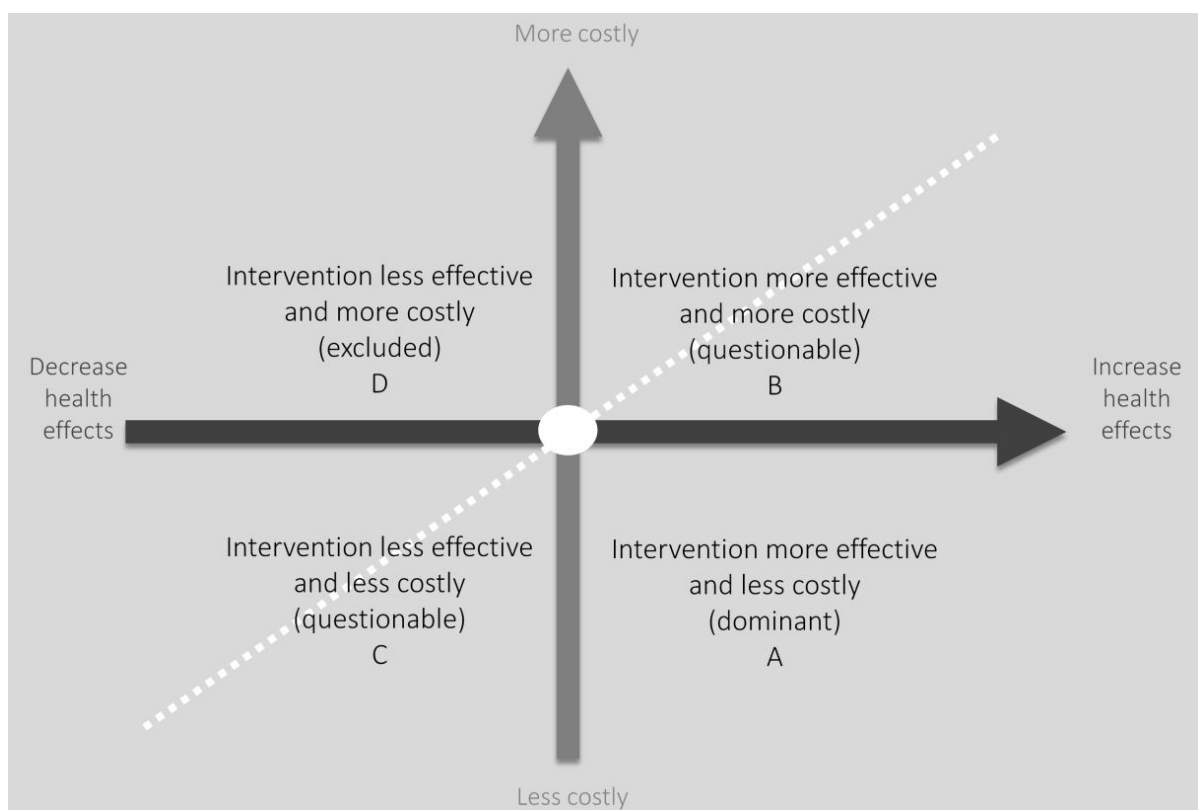 More costly
Intervention less effective
and more costly
(excluded)
D
Intervention more effective
and more costly
(questionable)
B
Decrease
health
effects
Increase
health
effects
Intervention less effective
and less costly
(questionable)
C
Intervention more effective
and less costly
(dominant)
A
Less costly